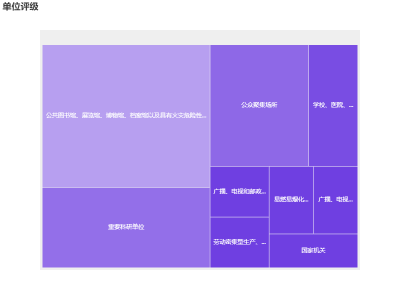 单位评级
公共图书馆、展览馆、博物馆、档案馆以及具有火灾危险性...
公众聚集场所
学校、医院、...
重要科研单位
广播、电视和邮政...
易燃易爆化...
广播、电视...
劳动密集型生产、...
国家机关